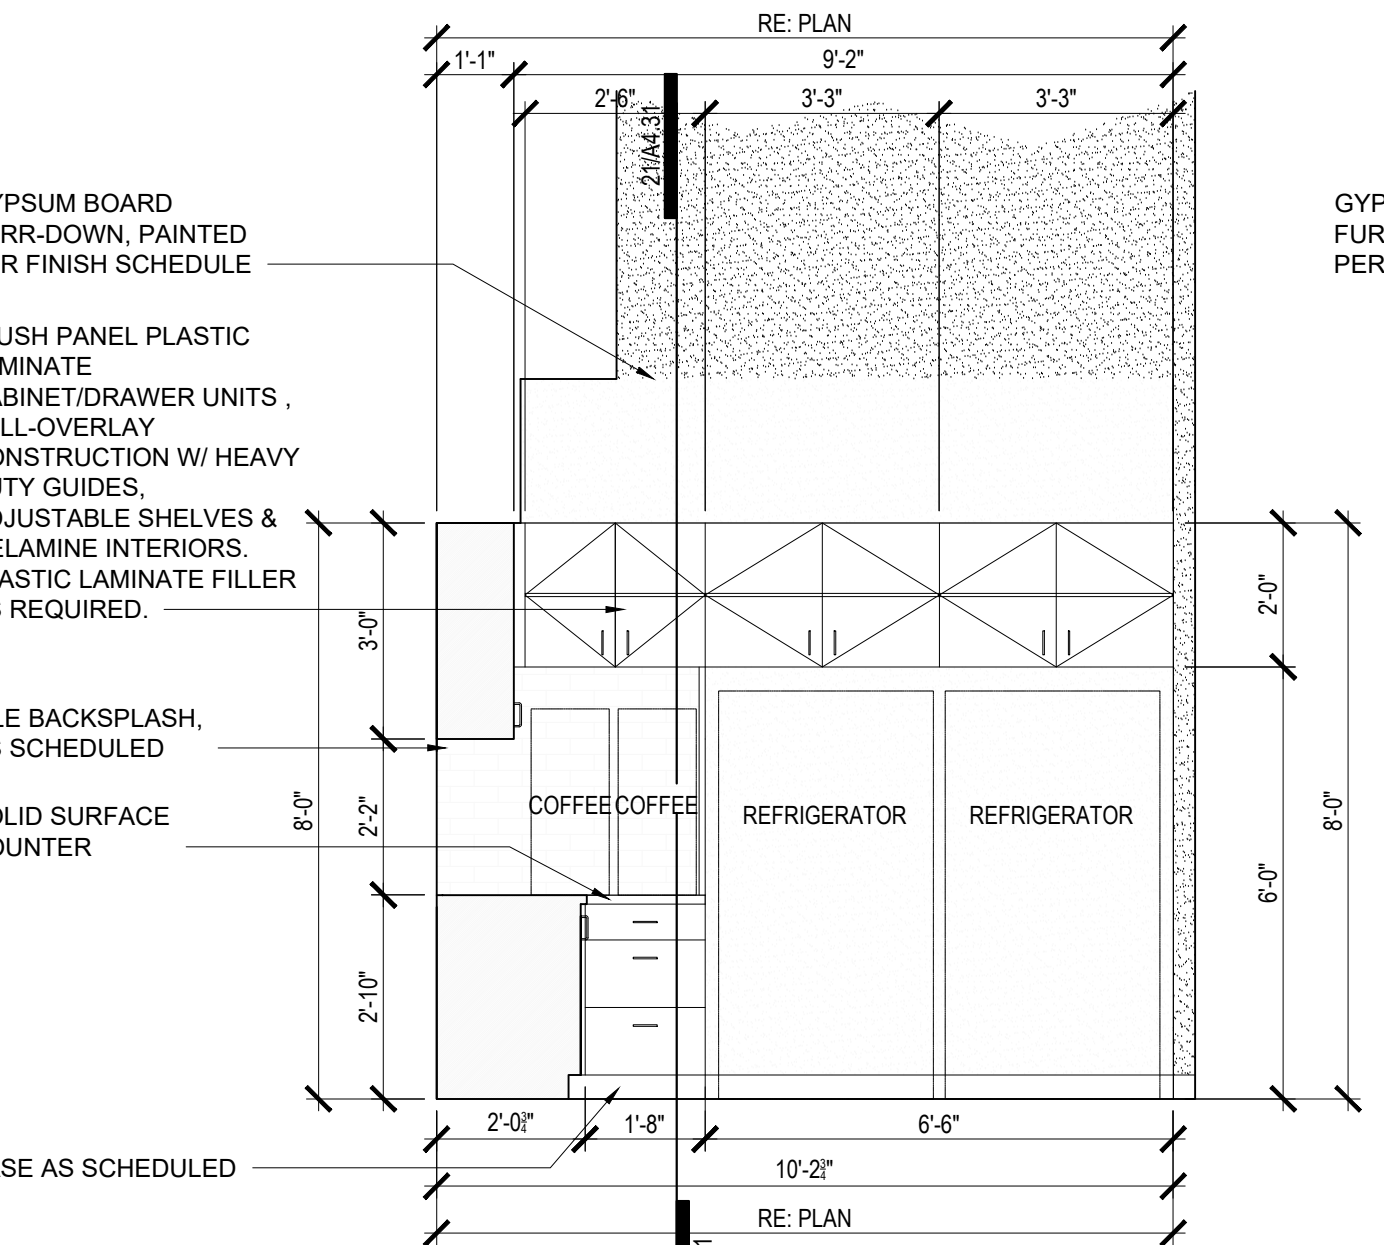 RE: PLAN
1'-1"
9'-2"
2'-6"
3'-3"
3'-3"
21/A4.31
YPSUM BOARD
RR-DOWN, PAINTED
R FINISH SCHEDULE
GYP
FUR
PER
USH PANEL PLASTIC
MINATE
ABINET/DRAWER UNITS ,
LL-OVERLAY
ONSTRUCTION W/ HEAVY
UTY GUIDES,
DJUSTABLE SHELVES &
ELAMINE INTERIORS.
ASTIC LAMINATE FILLER
S REQUIRED.
3'-0"
2'-0"
LE BACKSPLASH,
S SCHEDULED
OLID SURFACE
OUNTER
8'-0"
2'-2"
COFFEE
COFFEE
REFRIGERATOR
REFRIGERATOR
6'-0"
8'-0"
2'-10"
2'-0¾"
1'-8"
6'-6"
ASE AS SCHEDULED
10'-2¾"
RE: PLAN
1